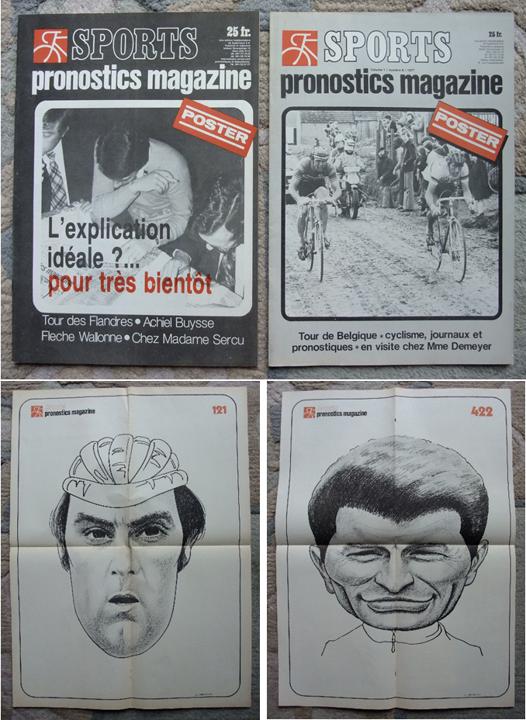 SPORTS
25 fr.
pronostics magazine
POSTER
L'explication
idéale ?...
pour très bientôt
Tour des Flandres • Achiel Buysse
Fleche Wallonne • Chez Madame Sercu
SPORTS
25 fr.
pronostics magazine
POSTER
Tour de Belgique • cyclisme, journaux et
pronostiques • en visite chez Mme Demeyer
pronostics magazine
121
pronostics magazine
422